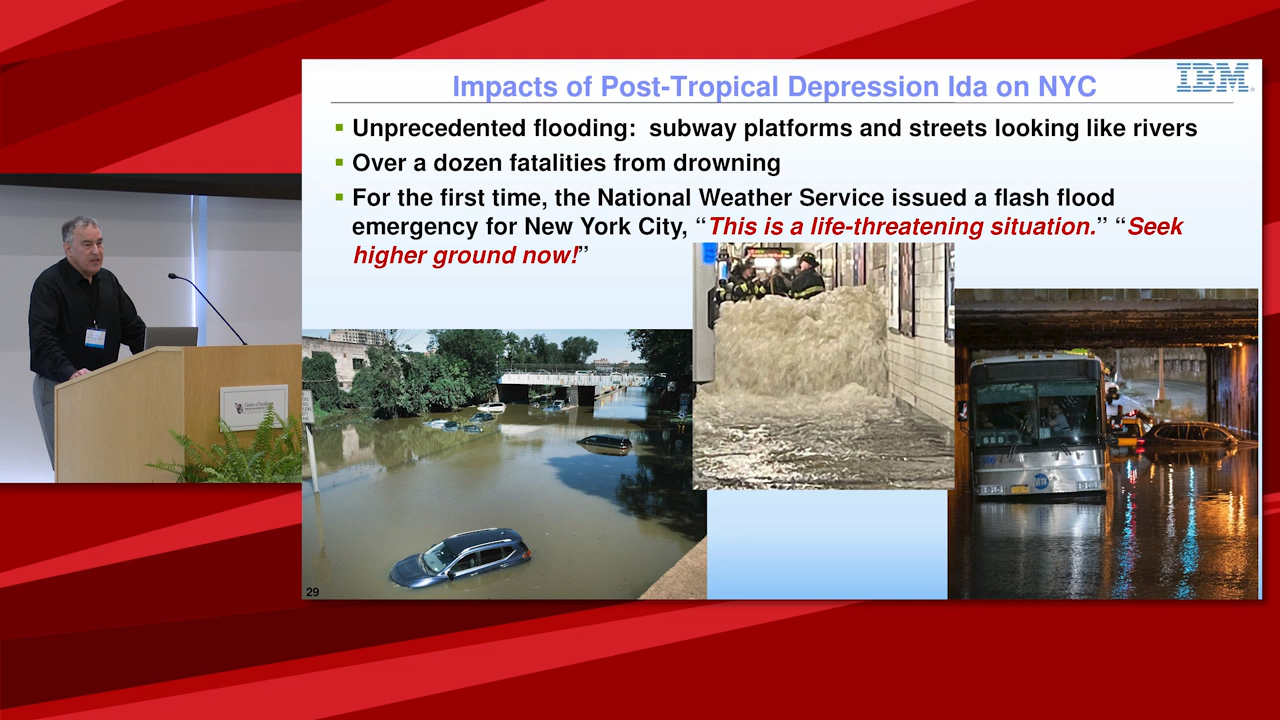 Impacts of Post-Tropical Depression Ida on NYC
IBM
Unprecedented flooding: subway platforms and streets looking like rivers
Over a dozen fatalities from drowning
For the first time, the National Weather Service issued a flash flood
emergency for New York City, “This is a life-threatening situation.” “Seek
higher ground now!”
MTA
29